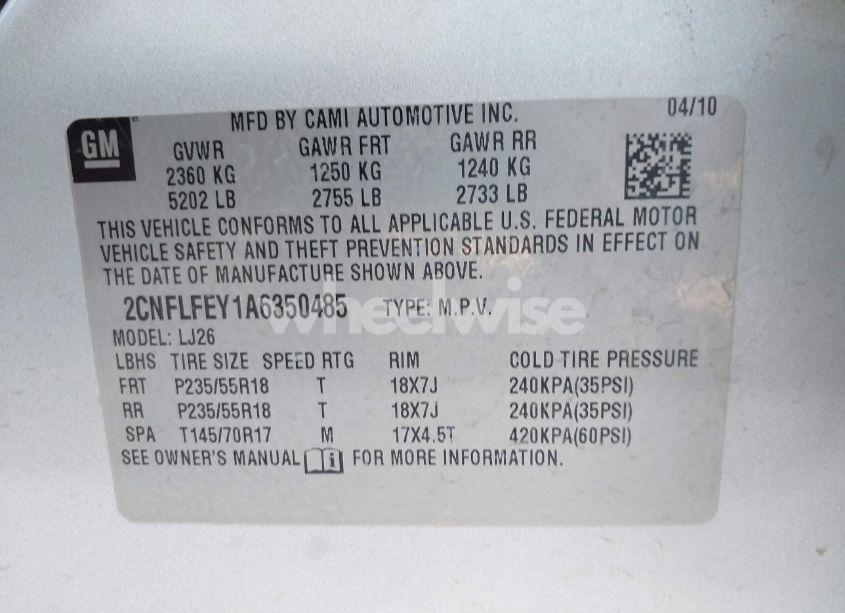 GM
MFD BY CAMI AUTOMOTIVE INC. 04/10
GVWR GAWR FRT GAWR RR
2360 KG 1250 KG 1240 KG
5202 LB 2755 LB 2733 LB
THIS VEHICLE CONFORMS TO ALL APPLICABLE U.S. FEDERAL MOTOR
VEHICLE SAFETY AND THEFT PREVENTION STANDARDS IN EFFECT ON
THE DATE OF MANUFACTURE SHOWN ABOVE.
2CNFLFEY1A6350485 TYPE: M.P.V.
wheelwise
MODEL: LJ26
LBHS TIRE SIZE SPEED RTG RIM COLD TIRE PRESSURE
FRT P235/55R18 T 18X7J 240KPA(35PSI)
RR P235/55R18 T 18X7J 240KPA(35PSI)
SPA T145/70R17 M 17X4.5T 420KPA(60PSI)
SEE OWNER'S MANUAL i FOR MORE INFORMATION.